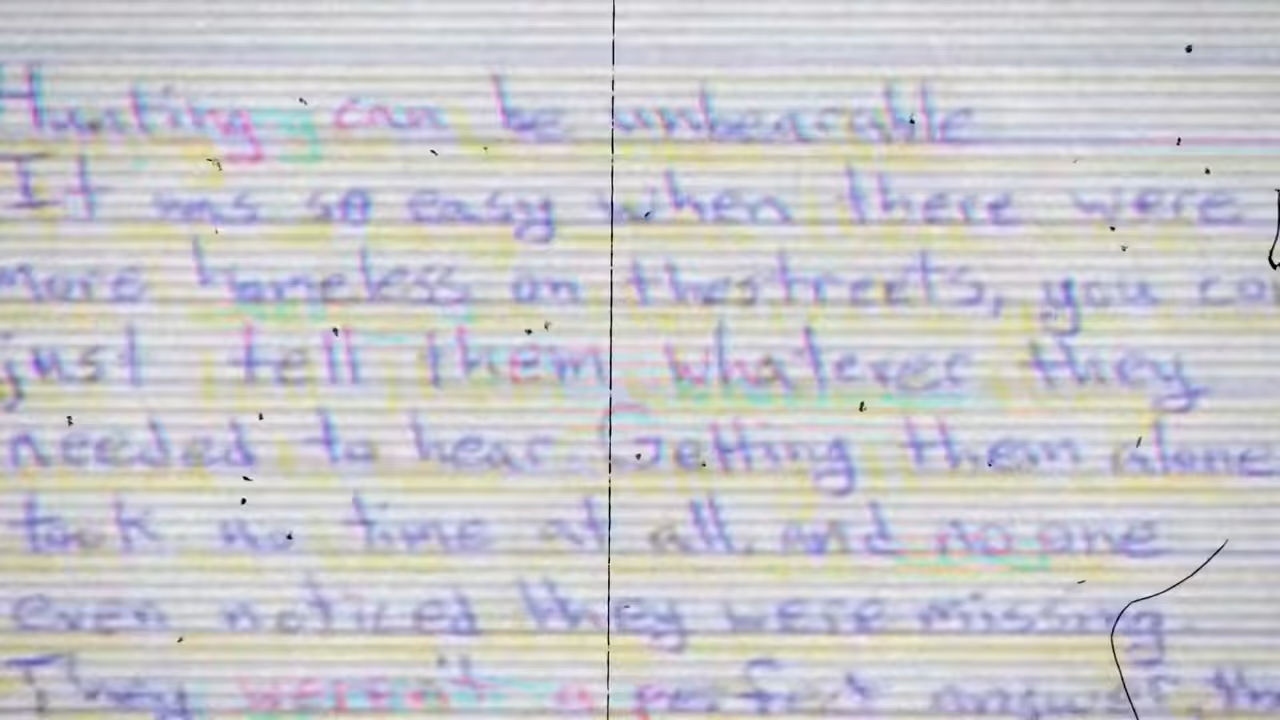 Hunting can be unbearable
It was so easy when there were
more homeless on thestreets, you
just tell them whatever they
needed to hear. Getting them alone
took no time at all, and no one
even noticed they were missing.
They weren't a perfect answer,